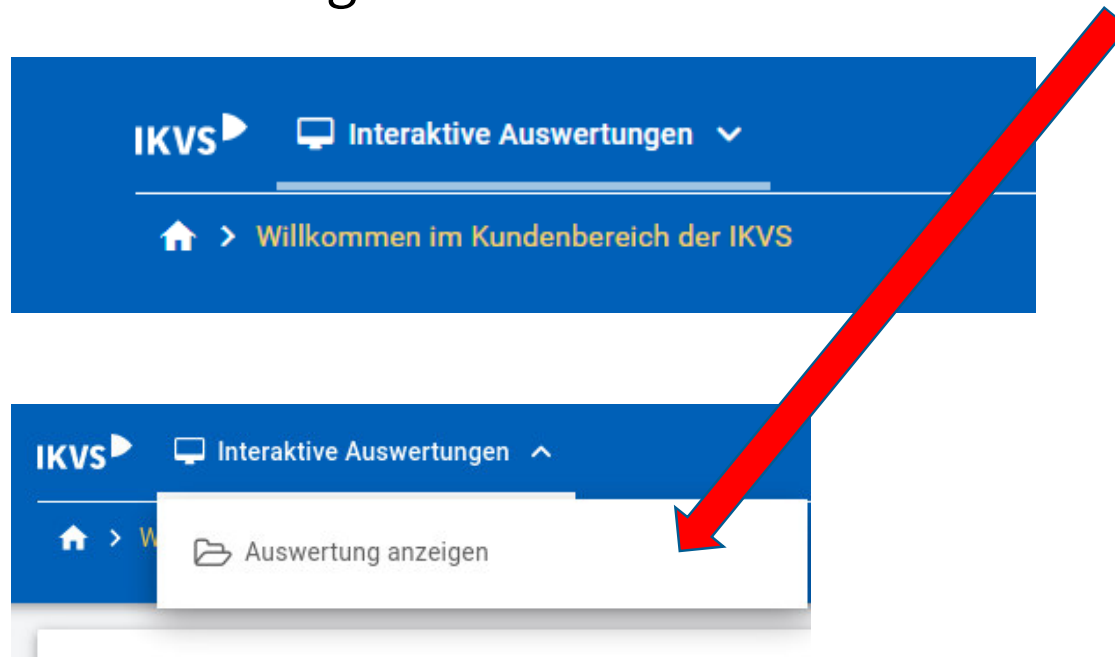 IKVS Interaktive Auswertungen
> Willkommen im Kundenbereich der IKVS
IKVS Interaktive Auswertungen
> W
Auswertung anzeigen